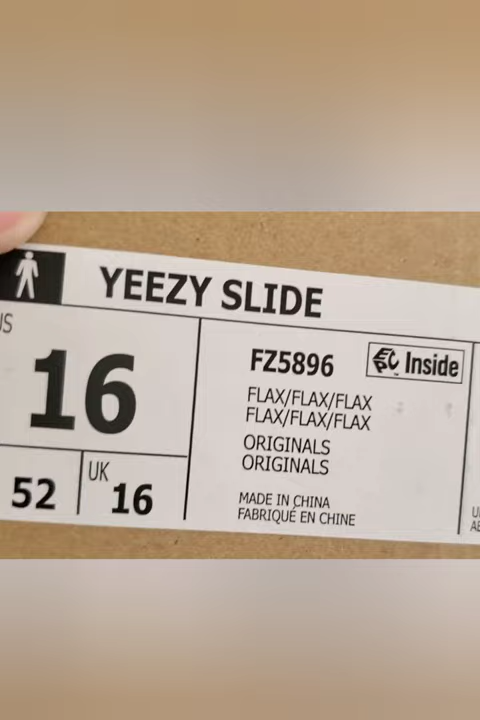 YEEZY SLIDE
US
16
52
UK
16
FZ5896
EPC Inside
FLAX/FLAX/FLAX
FLAX/FLAX/FLAX
ORIGINALS
ORIGINALS
MADE IN CHINA
FABRIQUÉ EN CHINE